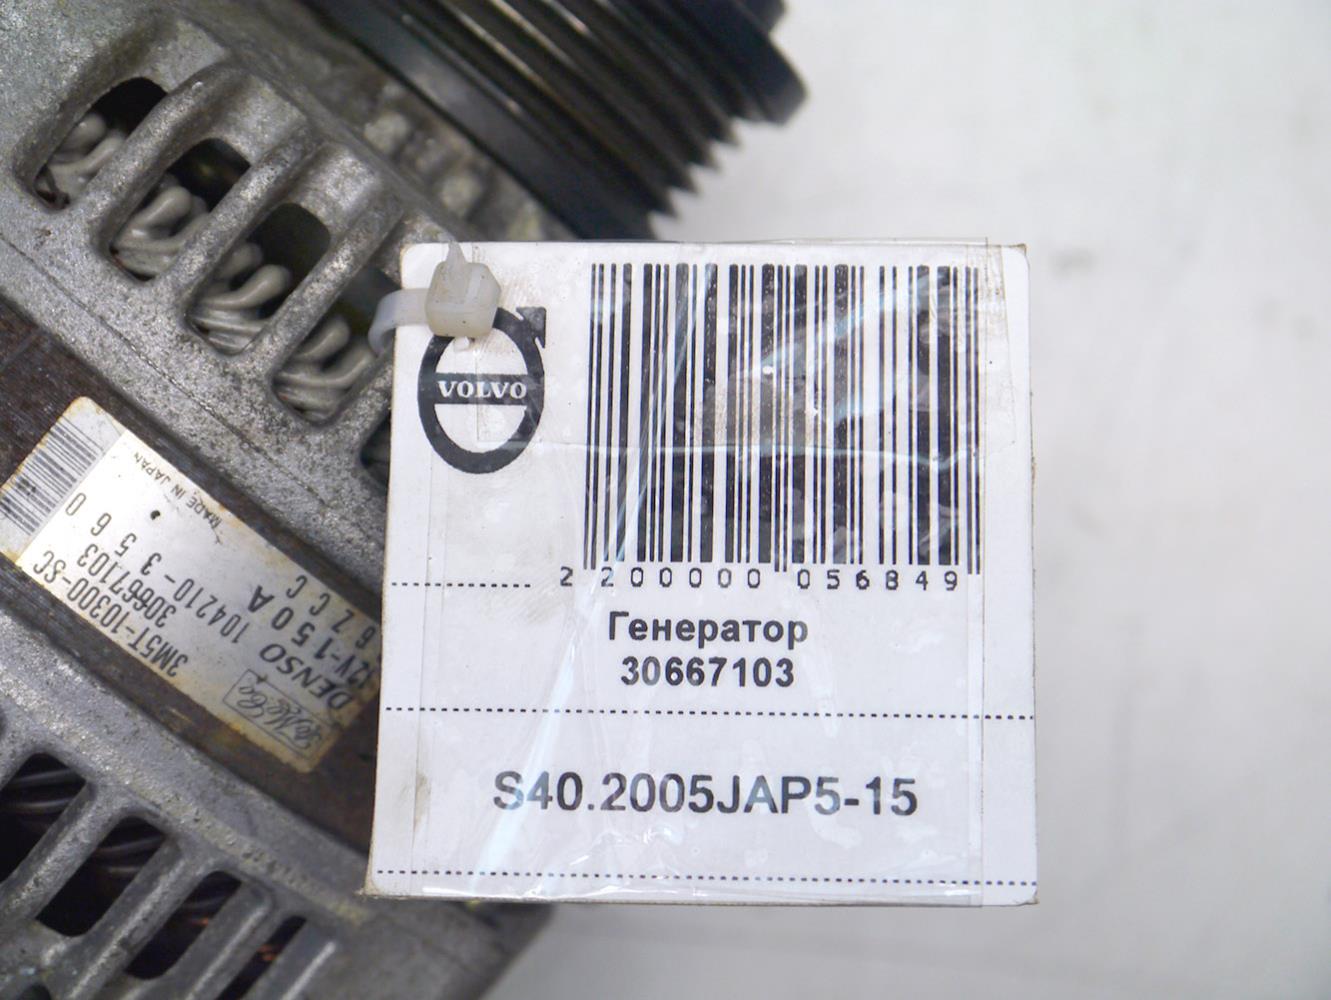 VOLVO
2 200000 056849
Генератор
30667103
S40.2005JAP5-15
3M5T-10300-SC
30667103
DENSO 104210-3560
12V-150A
6ZCC
MADE IN JAPAN